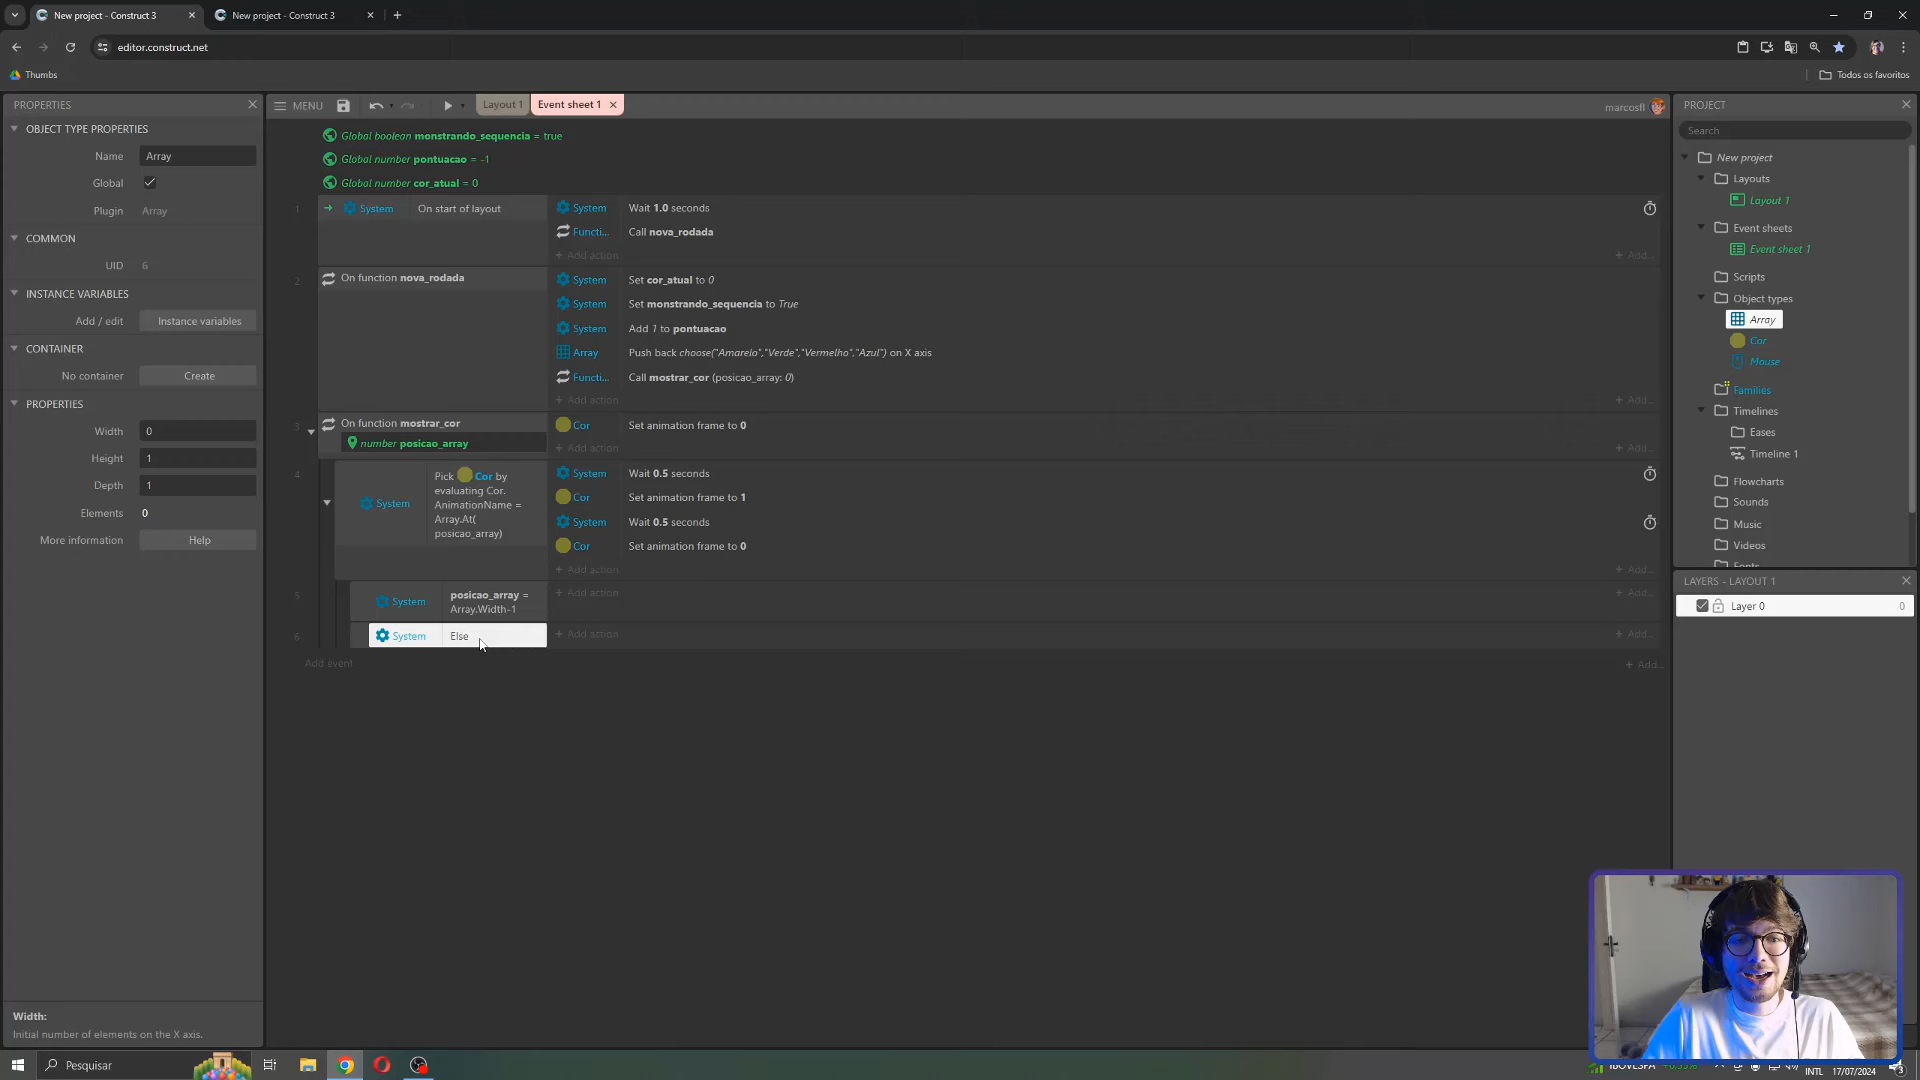 New project - Construct 3
New project - Construct 3
editor.construct.net
Thumbs
Todos os favoritos
PROPERTIES
OBJECT TYPE PROPERTIES
Name Array
Global
Plugin Array
COMMON
UID 6
INSTANCE VARIABLES
Add / edit Instance variables
CONTAINER
No container Create
PROPERTIES
Width 0
Height 1
Depth 1
Elements 0
More information Help
Width:
Initial number of elements on the X axis.
MENU
Layout 1
Event sheet 1
marcosfl
Global boolean monstrando_sequencia = true
Global number pontuacao = -1
Global number cor_atual = 0
1
System On start of layout
System Wait 1.0 seconds
Functi... Call nova_rodada
+ Add action
+ Add...
2
On function nova_rodada
System Set cor_atual to 0
System Set monstrando_sequencia to True
System Add 1 to pontuacao
Array Push back choose("Amarelo","Verde","Vermelho","Azul") on X axis
Functi... Call mostrar_cor (posicao_array: 0)
+ Add action
+ Add...
3
On function mostrar_cor
number posicao_array
Cor Set animation frame to 0
+ Add action
+ Add...
4
System
Pick Cor by
evaluating Cor.
AnimationName =
Array.At(
posicao_array)
System Wait 0.5 seconds
Cor Set animation frame to 1
System Wait 0.5 seconds
Cor Set animation frame to 0
+ Add action
+ Add...
5
System posicao_array =
Array.Width-1
+ Add action
+ Add...
6
System Else
+ Add action
+ Add...
Add event
+ Add...
PROJECT
Search
New project
Layouts
Layout 1
Event sheets
Event sheet 1
Scripts
Object types
Array
Cor
Mouse
Families
Timelines
Eases
Timeline 1
Flowcharts
Sounds
Music
Videos
Fonts
LAYERS - LAYOUT 1
Layer 0 0
Pesquisar
IBOVESPA +0,55%
INTL
17/07/2024